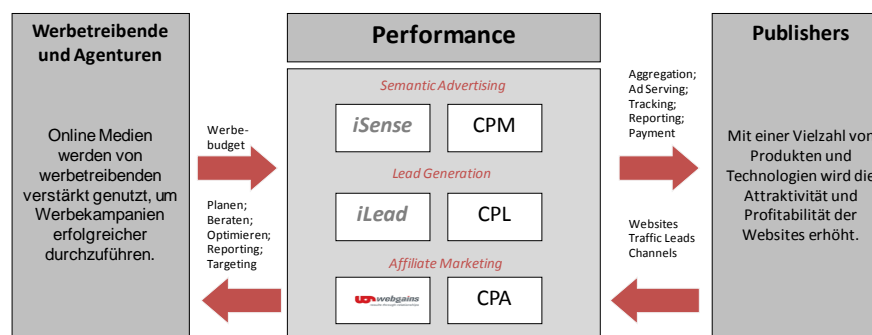 Werbetreibende
und Agenturen
Online Medien
werden von
werbetreibenden
verstärkt genutzt, um
Werbekampanien
erfolgreicher
durchzuführen.
Werbe-
budget
Planen;
Beraten;
Optimieren;
Reporting;
Targeting
Performance
Semantic Advertising
iSense
CPM
Lead Generation
iLead
CPL
Affiliate Marketing
webgains
CPA
Aggregation;
Ad Serving;
Tracking;
Reporting;
Payment
Websites
Traffic Leads
Channels
Publishers
Mit einer Vielzahl von
Produkten und
Technologien wird die
Attraktivität und
Profitabilität der
Websites erhöht.